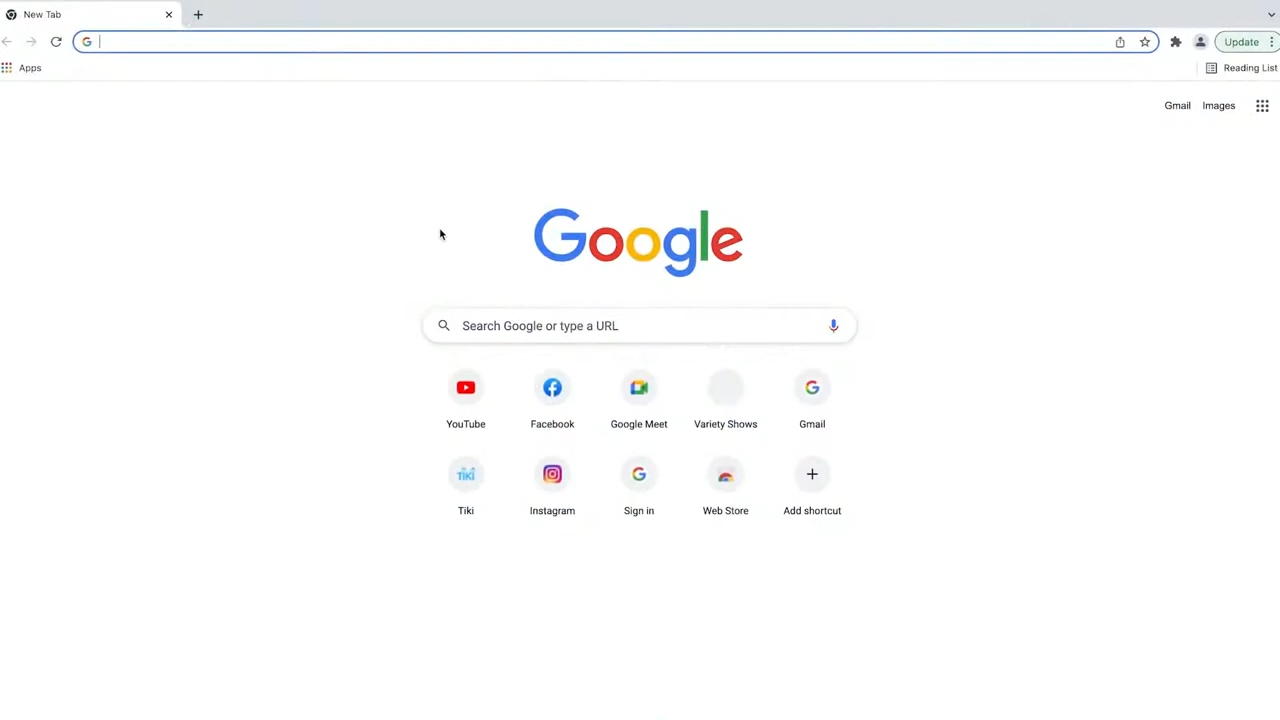 New Tab
Update
Apps
Reading List
Gmail Images
Google
Search Google or type a URL
YouTube Facebook Google Meet Variety Shows Gmail
TIKI
Tiki Instagram Sign in Web Store Add shortcut